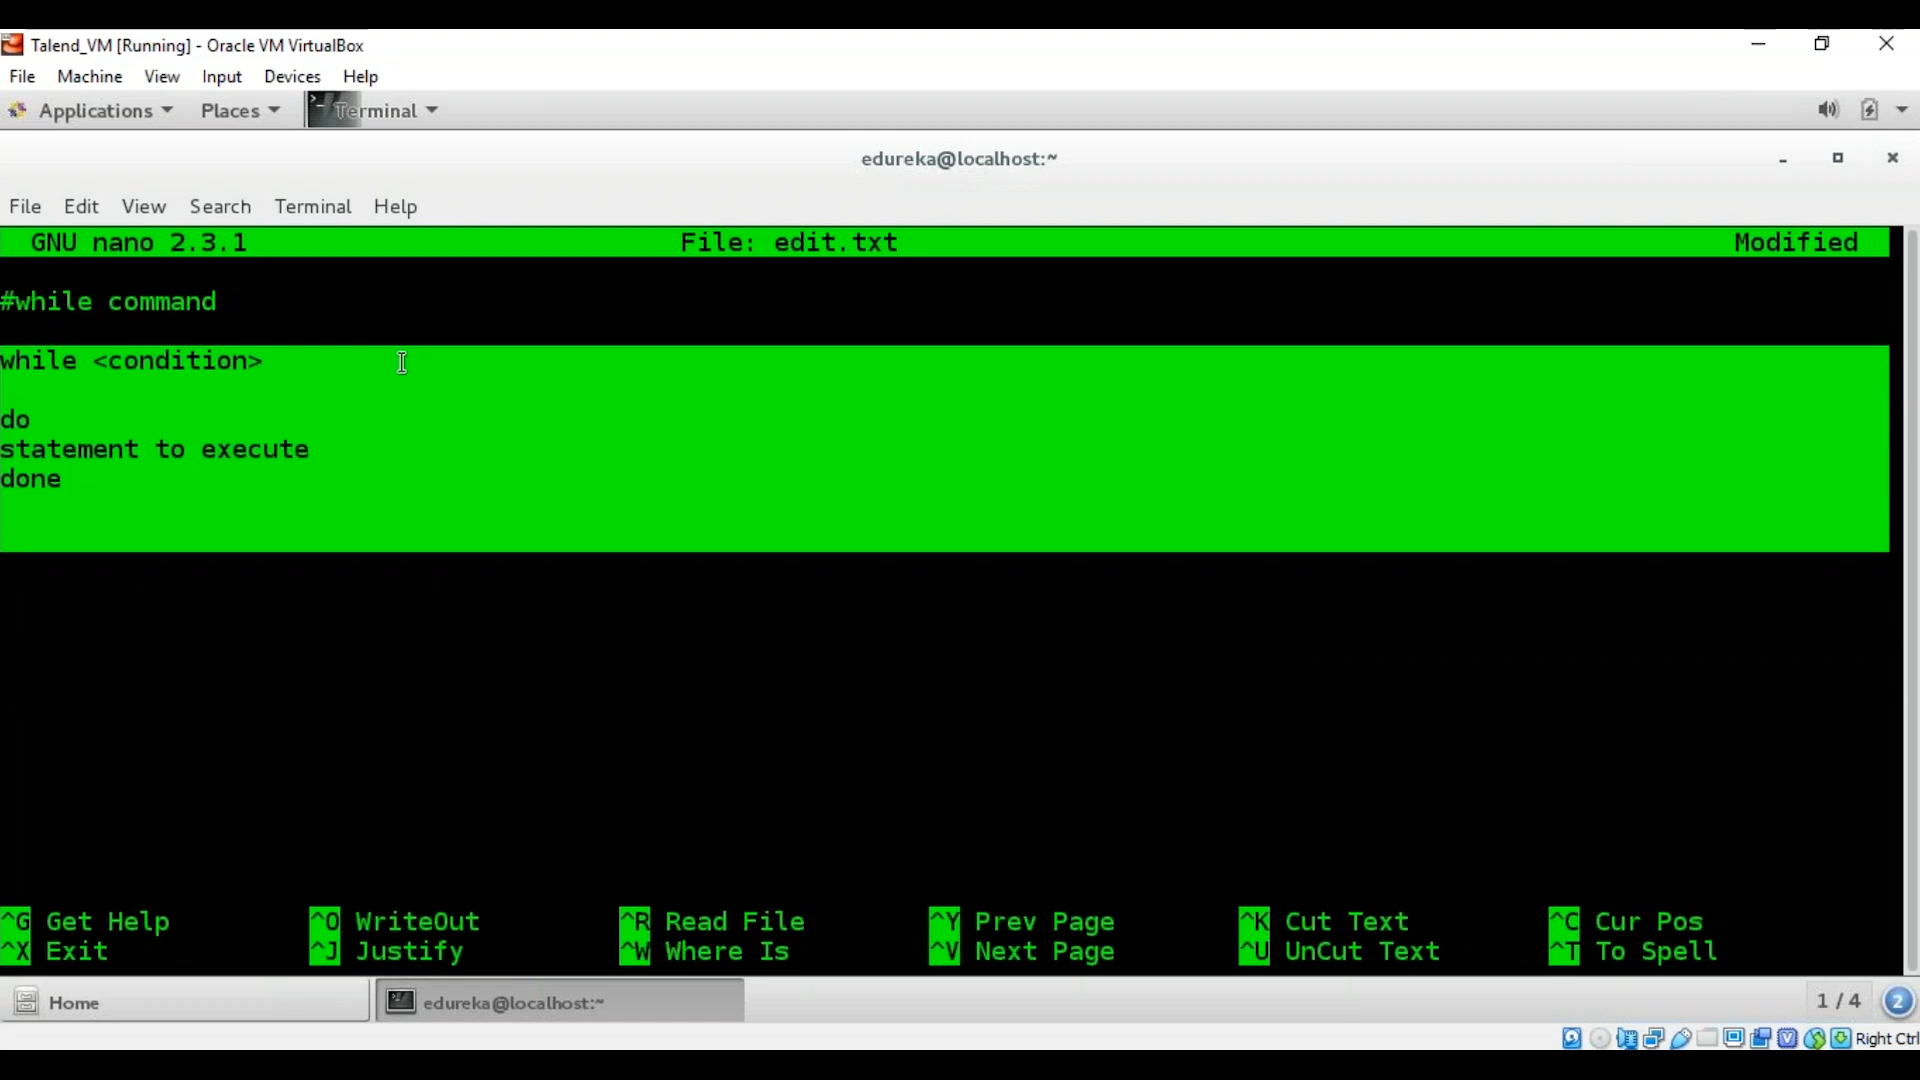 Talend_VM [Running] - Oracle VM VirtualBox
File Machine View Input Devices Help
Applications Places Terminal
edureka@localhost:~
File Edit View Search Terminal Help
GNU nano 2.3.1 File: edit.txt Modified
#while command
while <condition>
do
statement to execute
done
^G Get Help ^O WriteOut ^R Read File ^Y Prev Page ^K Cut Text ^C Cur Pos
^X Exit ^J Justify ^W Where Is ^V Next Page ^U UnCut Text ^T To Spell
Home edureka@localhost:~ 1 / 4 2
Right Ctrl